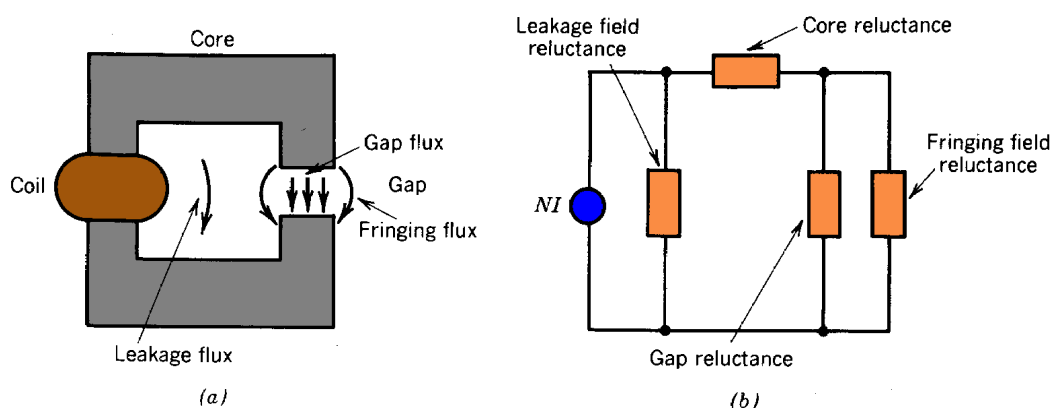 Core
Gap flux
Coil
Gap
Fringing flux
Leakage flux
(a)
Leakage field
reluctance
Core reluctance
Fringing field
reluctance
NI
Gap reluctance
(b)